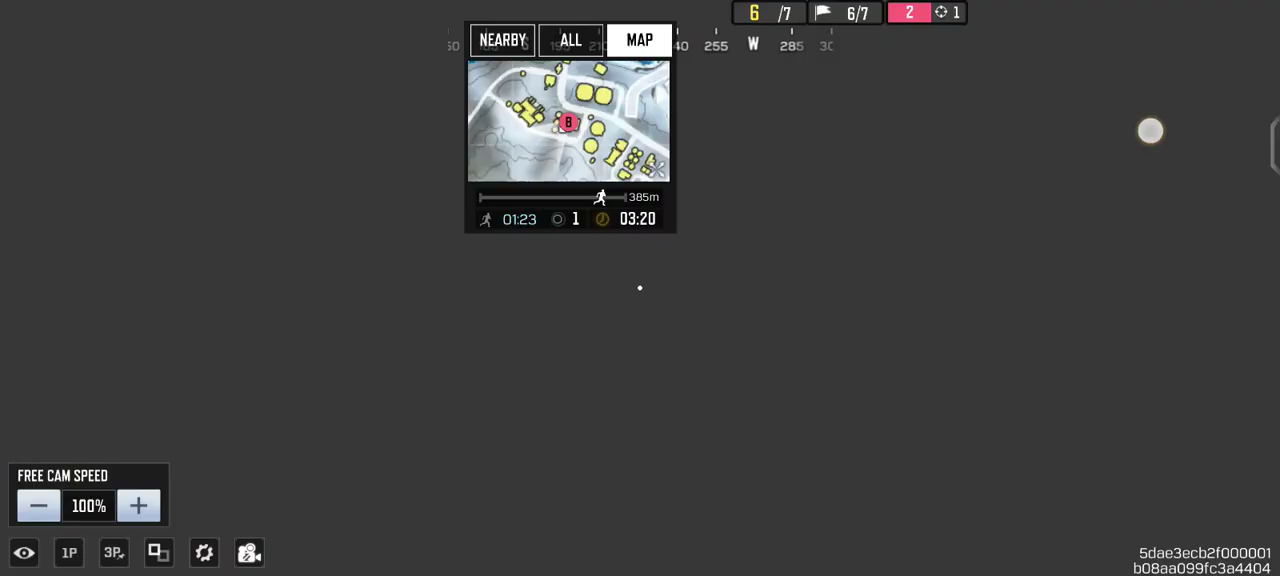 6 /7 6/7 2 1
NEARBY ALL MAP
255 W 285
B
385m
01:23 1 03:20
FREE CAM SPEED
− 100% +
1P 3P
5dae3ecb2f000001
b08aa099fc3a4404